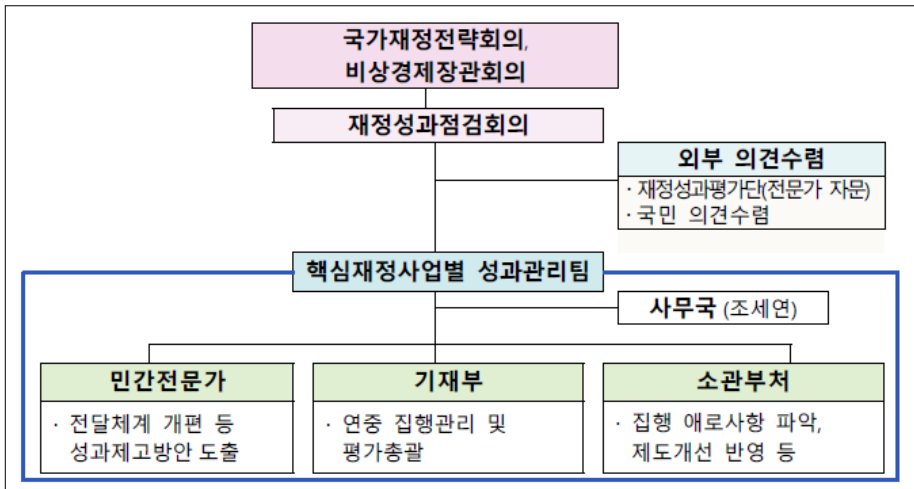 국가재정전략회의,
비상경제장관회의
재정성과점검회의
외부 의견수렴
· 재정성과평가단(전문가 자문)
· 국민 의견수렴
핵심재정사업별 성과관리팀
사무국 (조세연)
민간전문가
· 전달체계 개편 등
성과제고방안 도출
기재부
· 연중 집행관리 및
평가총괄
소관부처
· 집행 애로사항 파악,
제도개선 반영 등